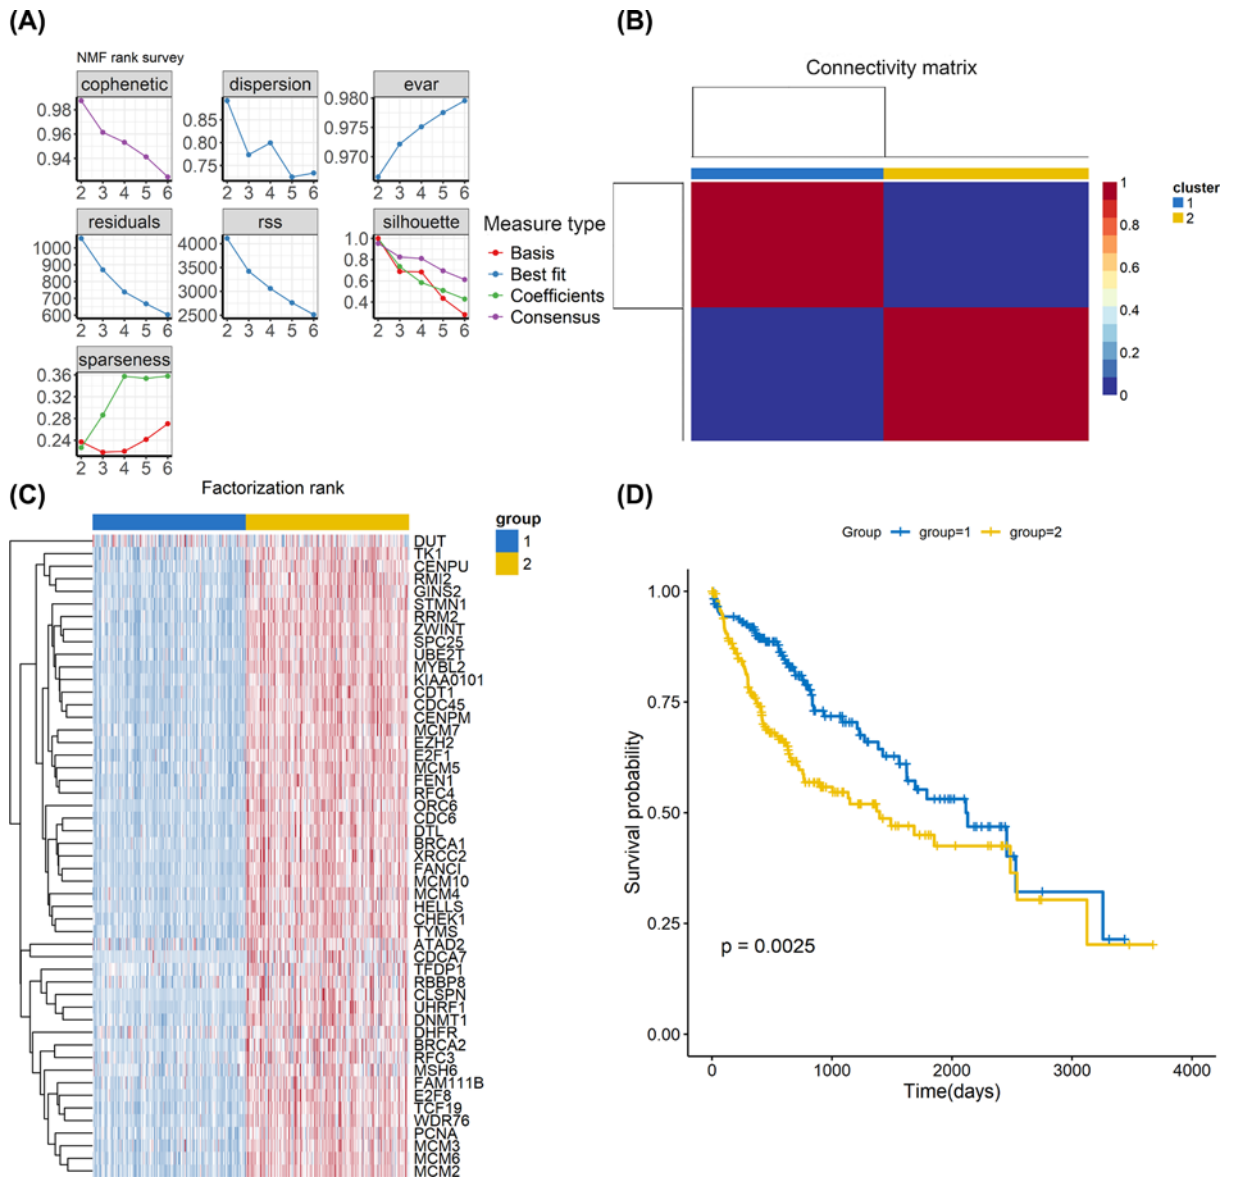 (A)
NMF rank survey
cophenetic
0.98
0.96
0.94
2 3 4 5 6
dispersion
0.85
0.80
0.75
2 3 4 5 6
evar
0.980
0.975
0.970
2 3 4 5 6
residuals
1000
900
800
700
600
2 3 4 5 6
rss
4000
3500
3000
2500
2 3 4 5 6
silhouette
1.0
0.8
0.6
0.4
2 3 4 5 6
Measure type
Basis
Best fit
Coefficients
Consensus
sparseness
0.36
0.32
0.28
0.24
2 3 4 5 6
Factorization rank
(B)
Connectivity matrix
1
0.8
0.6
0.4
0.2
0
cluster
1
2
(C)
group
1
2
DUT
TK1
CENPU
RMI2
GINS2
STMN1
RRM2
ZWINT
SPC25
UBE2T
MYBL2
KIAA0101
CDT1
CDC45
CENPM
MCM7
EZH2
E2F1
MCM5
FEN1
RFC4
ORC6
CDC6
DTL
BRCA1
XRCC2
FANCI
MCM10
MCM4
HELLS
CHEK1
TYMS
ATAD2
CDCA7
TFDP1
RBBP8
CLSPN
UHRF1
DNMT1
DHFR
BRCA2
RFC3
MSH6
FAM111B
E2F8
TCF19
WDR76
PCNA
MCM3
MCM6
MCM2
(D)
Group group=1 group=2
Survival probability
1.00
0.75
0.50
0.25
0.00
p = 0.0025
0 1000 2000 3000 4000
Time(days)